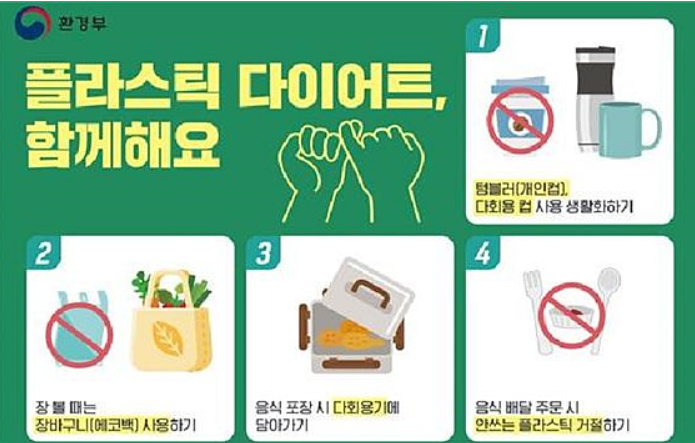 환경부
플라스틱 다이어트,
함께해요
1
텀블러(개인컵),
다회용 컵 사용 생활화하기
2
장 볼 때는
장바구니(에코백) 사용하기
3
음식 포장 시 다회용기에
담아가기
4
음식 배달 주문 시
안쓰는 플라스틱 거절하기